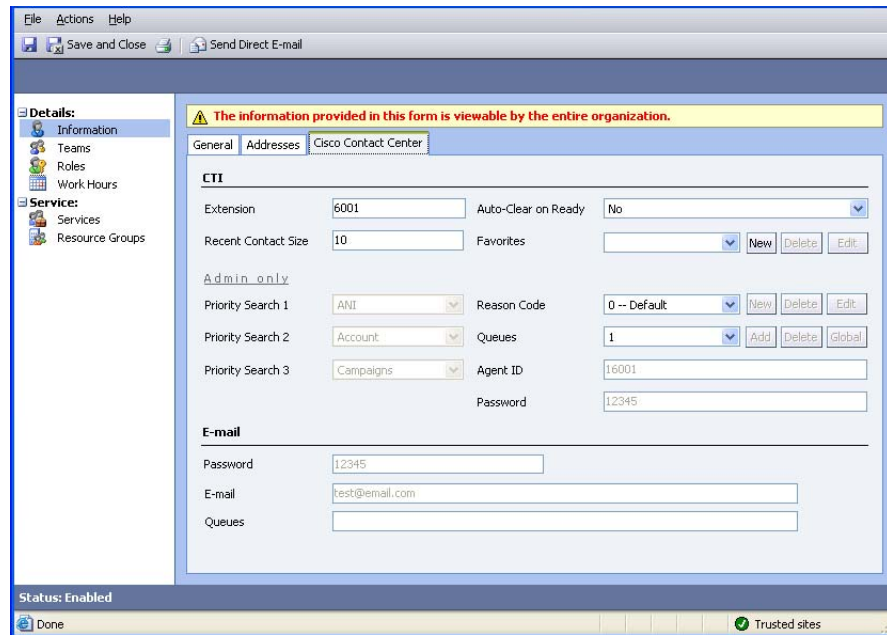 File Actions Help
Save and Close Send Direct E-mail
Details:
Information
Teams
Roles
Work Hours
Service:
Services
Resource Groups
The information provided in this form is viewable by the entire organization.
General Addresses Cisco Contact Center
CTI
Extension 6001 Auto-Clear on Ready No
Recent Contact Size 10 Favorites New Delete Edit
Admin only
Priority Search 1 ANI Reason Code 0 -- Default New Delete Edit
Priority Search 2 Account Queues 1 Add Delete Global
Priority Search 3 Campaigns Agent ID 16001
Password 12345
E-mail
Password 12345
E-mail test@email.com
Queues
Status: Enabled
Done Trusted sites